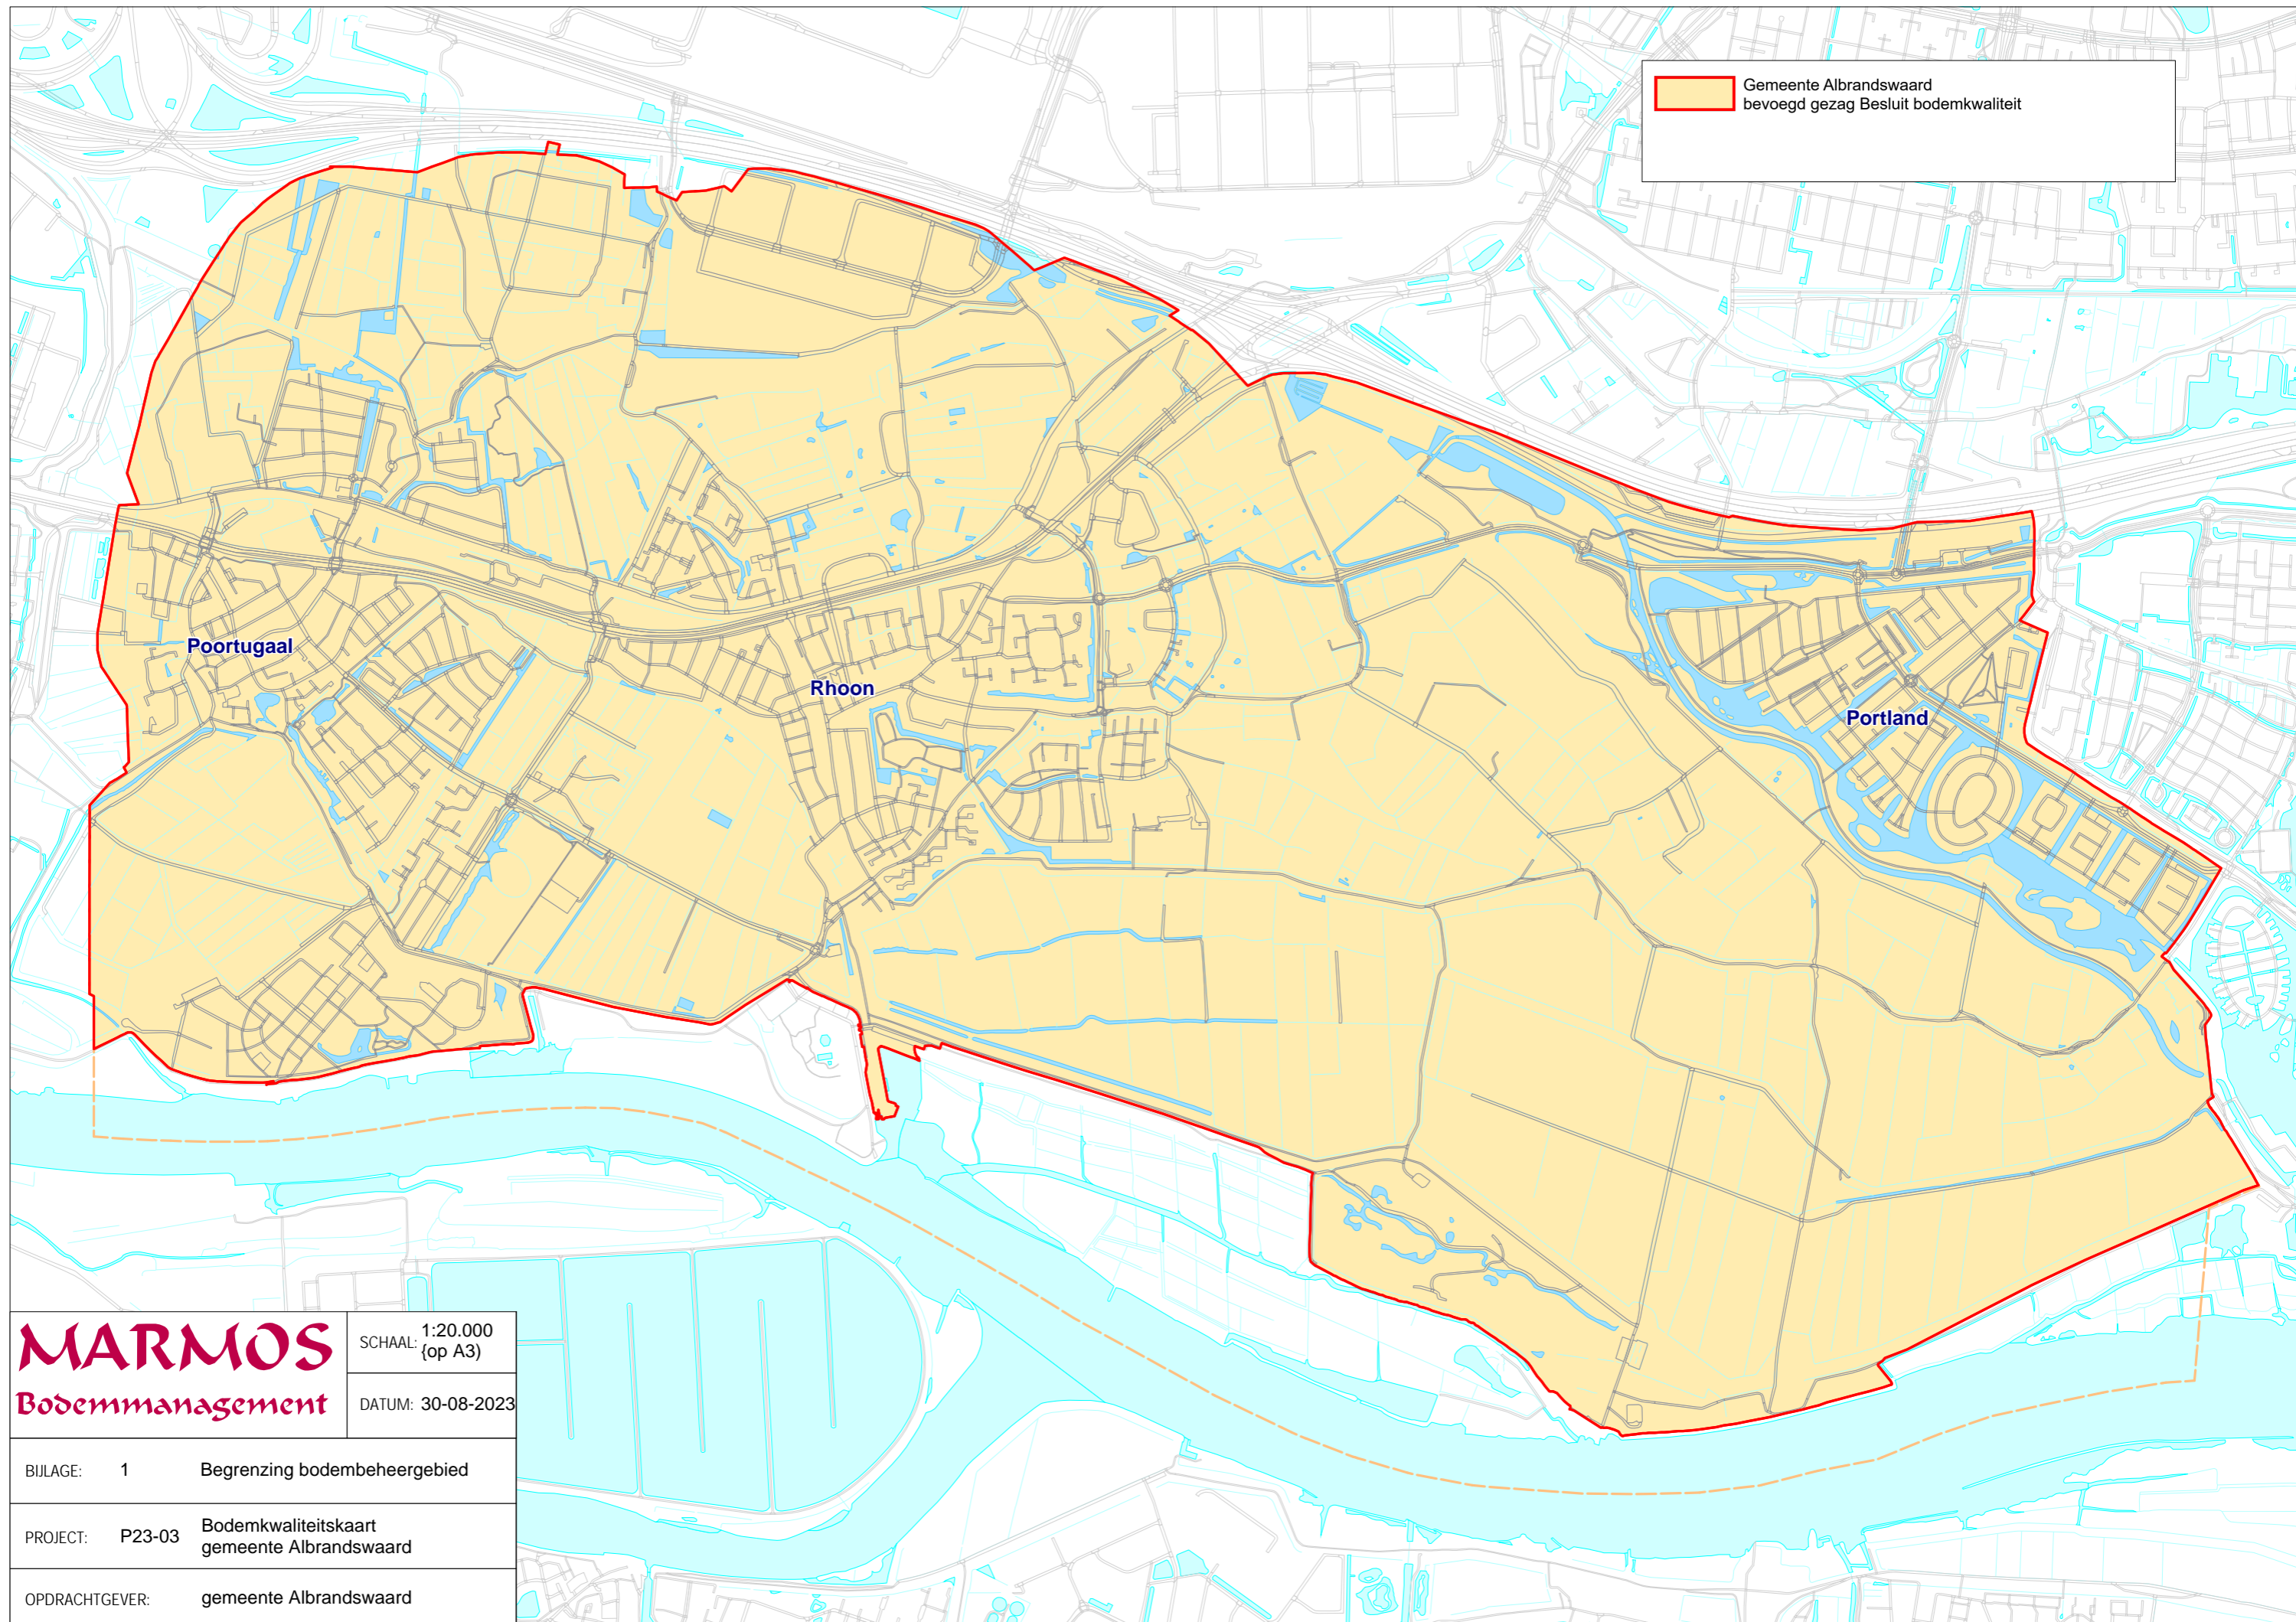 Gemeente Albrandswaard
bevoegd gezag Besluit bodemkwaliteit
Poortugaal
Rhoon
Portland
MARMOS
Bodemmanagement
SCHAAL: 1:20.000
{op A3)
DATUM: 30-08-2023
BIJLAGE: 1 Begrenzing bodembeheergebied
PROJECT: P23-03 Bodemkwaliteitskaart
gemeente Albrandswaard
OPDRACHTGEVER: gemeente Albrandswaard